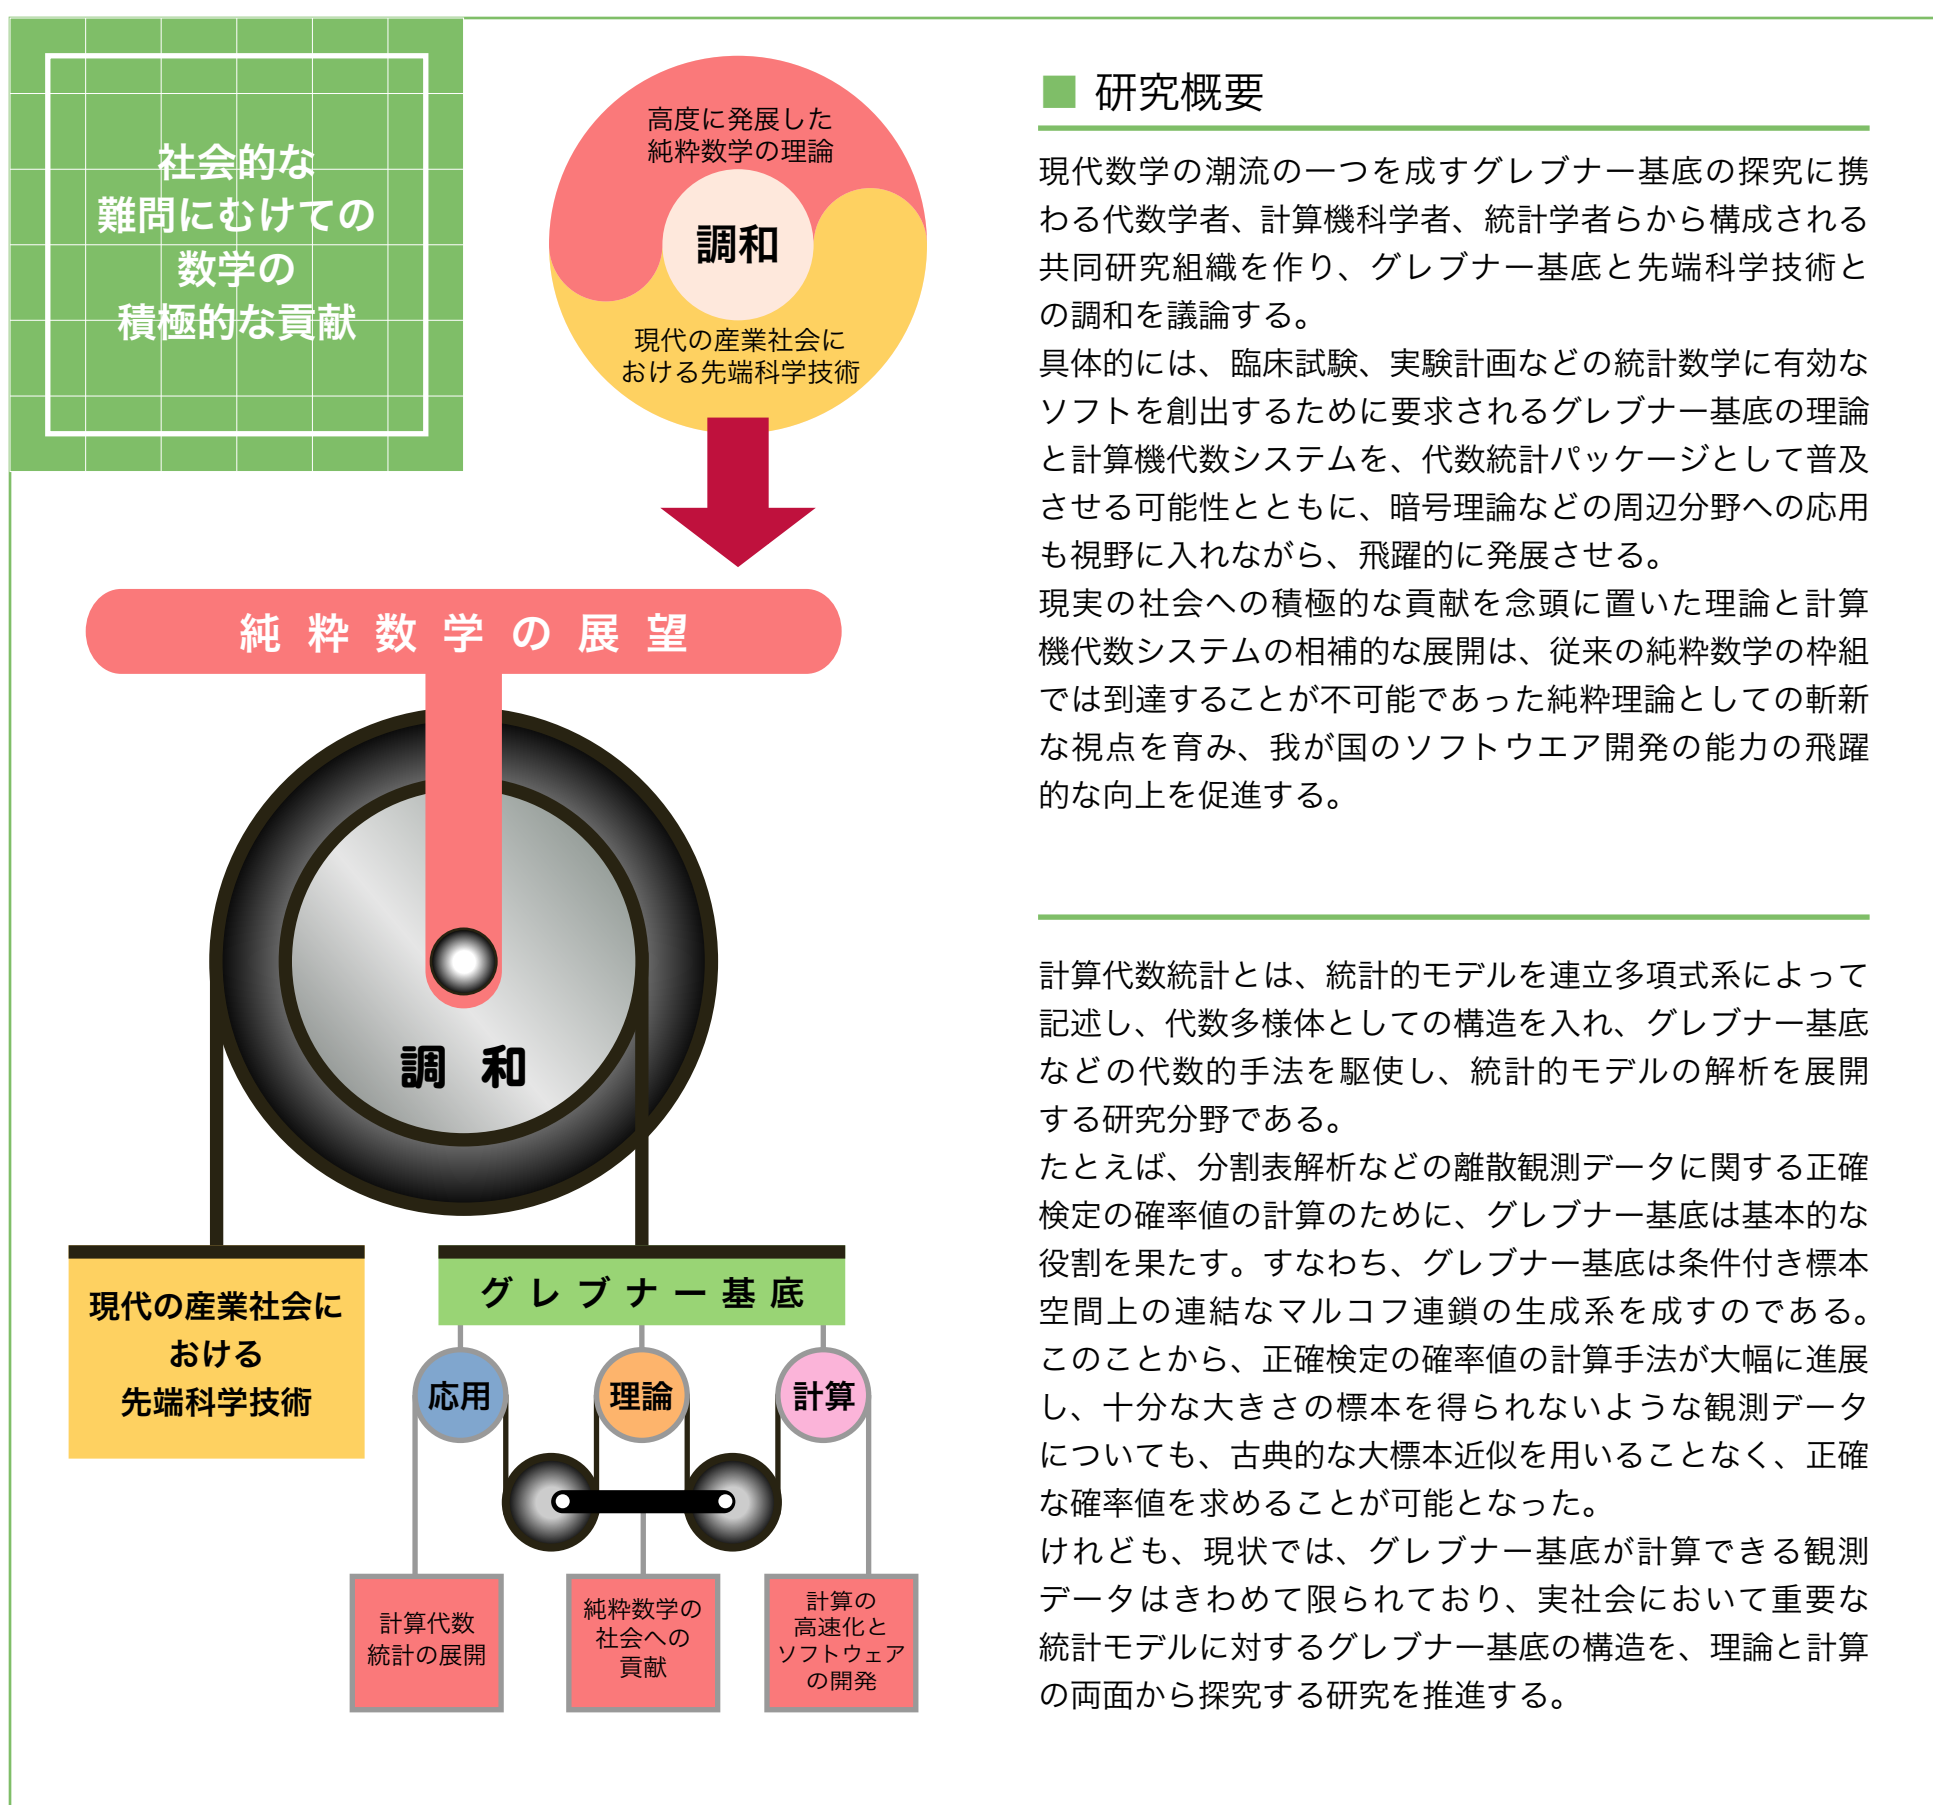 社会的な
難問にむけての
数学の
積極的な貢献
高度に発展した
純粋数学の理論
調和
現代の産業社会に
おける先端科学技術
純粋数学の展望
調和
現代の産業社会に
おける
先端科学技術
グレブナー基底
応用
理論
計算
計算代数
統計の展開
純粋数学の
社会への
貢献
計算の
高速化と
ソフトウェア
の開発
■ 研究概要
現代数学の潮流の一つを成すグレブナー基底の探究に携
わる代数学者、計算機科学者、統計学者らから構成される
共同研究組織を作り、グレブナー基底と先端科学技術と
の調和を議論する。
具体的には、臨床試験、実験計画などの統計数学に有効な
ソフトを創出するために要求されるグレブナー基底の理論
と計算機代数システムを、代数統計パッケージとして普及
させる可能性とともに、暗号理論などの周辺分野への応用
も視野に入れながら、飛躍的に発展させる。
現実の社会への積極的な貢献を念頭に置いた理論と計算
機代数システムの相補的な展開は、従来の純粋数学の枠組
では到達することが不可能であった純粋理論としての斬新
な視点を育み、我が国のソフトウエア開発の能力の飛躍
的な向上を促進する。
計算代数統計とは、統計的モデルを連立多項式系によって
記述し、代数多様体としての構造を入れ、グレブナー基底
などの代数的手法を駆使し、統計的モデルの解析を展開
する研究分野である。
たとえば、分割表解析などの離散観測データに関する正確
検定の確率値の計算のために、グレブナー基底は基本的な
役割を果たす。すなわち、グレブナー基底は条件付き標本
空間上の連結なマルコフ連鎖の生成系を成すのである。
このことから、正確検定の確率値の計算手法が大幅に進展
し、十分な大きさの標本を得られないような観測データ
についても、古典的な大標本近似を用いることなく、正確
な確率値を求めることが可能となった。
けれども、現状では、グレブナー基底が計算できる観測
データはきわめて限られており、実社会において重要な
統計モデルに対するグレブナー基底の構造を、理論と計算
の両面から探究する研究を推進する。